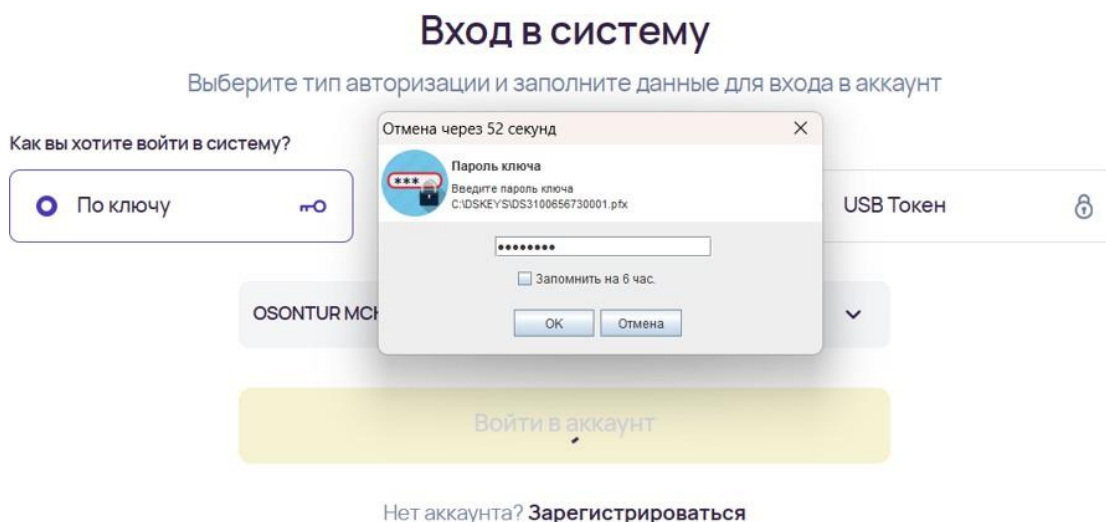 Вход в систему
Выберите тип авторизации и заполните данные для входа в аккаунт
Как вы хотите войти в систему?
Отмена через 52 секунд
Пароль ключа
Введите пароль ключа
C:\DSKEYS\DS3100656730001.pfx
***
••••••••
Запомнить на 6 час.
OK Отмена
По ключу
USB Токен
OSONTUR
Войти в аккаунт
Нет аккаунта? Зарегистрироваться